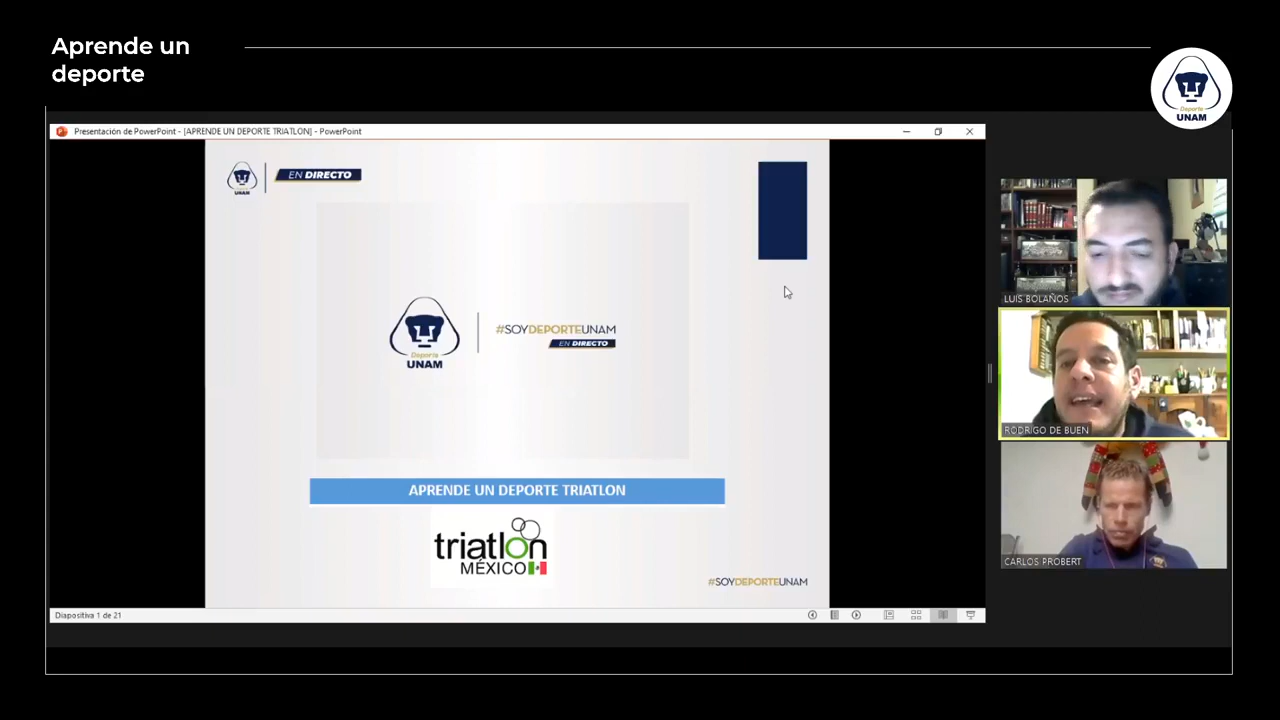 Aprende un
deporte
Deporte
UNAM
Presentación de PowerPoint - [APRENDE UN DEPORTE TRIATLON] - PowerPoint
UNAM
EN DIRECTO
Deporte
UNAM
#SOYDEPORTEUNAM
EN DIRECTO
APRENDE UN DEPORTE TRIATLON
triatlon
MÉXICO
#SOYDEPORTEUNAM
Diapositiva 1 de 21
LUIS BOLAÑOS
RODRIGO DE BUEN
CARLOS PROBERT